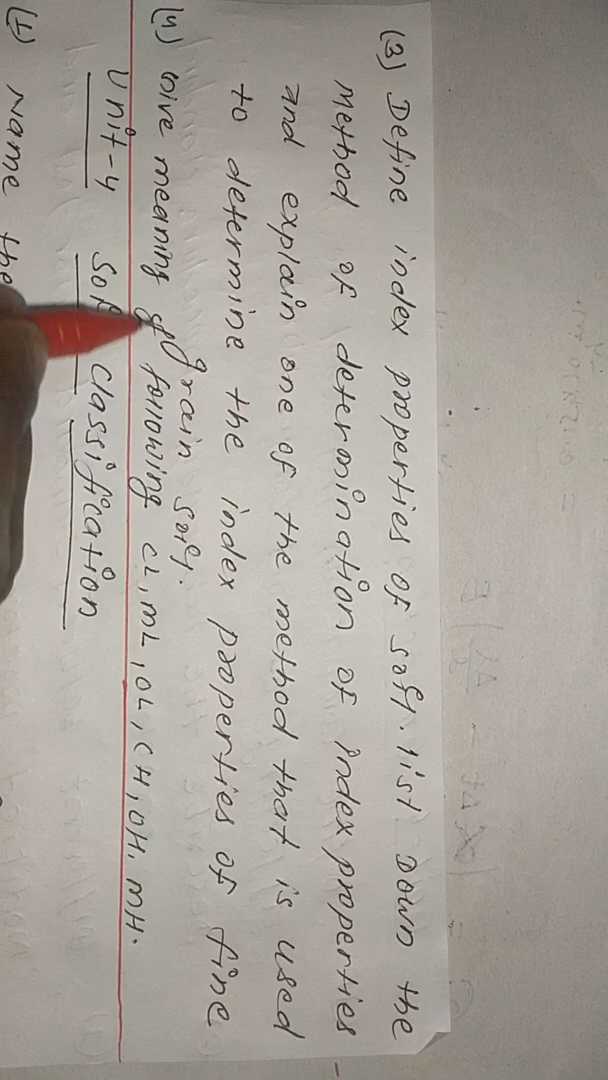 (3) Define index properties of soil. List Down the
Method of determination of index properties
and explain one of the method that is used
to determine the index properties of fine
grain soil.
(4) Give meaning of following CL, ML, OL, CH, OH, MH.
Unit-4 Classification
(1) Name the